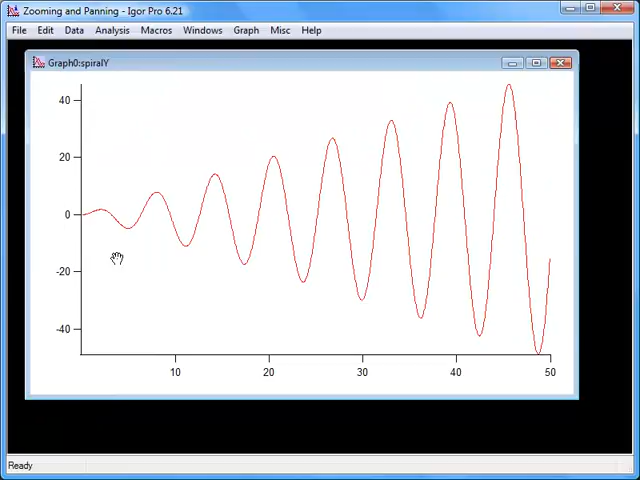 Zooming and Panning - Igor Pro 6.21
File Edit Data Analysis Macros Windows Graph Misc Help
Graph0:spiralY
40
20
0
-20
-40
10 20 30 40 50
Ready